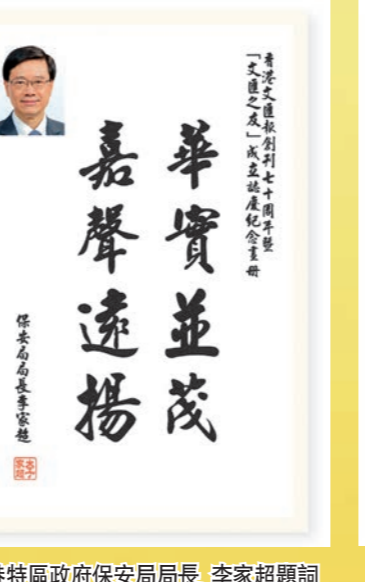 香港文匯報創刊七十周年暨
「文匯之友」成立誌慶紀念畫册
華實並茂
嘉聲遠揚
保安局局長李家超
港特區政府保安局局長 李家超題詞